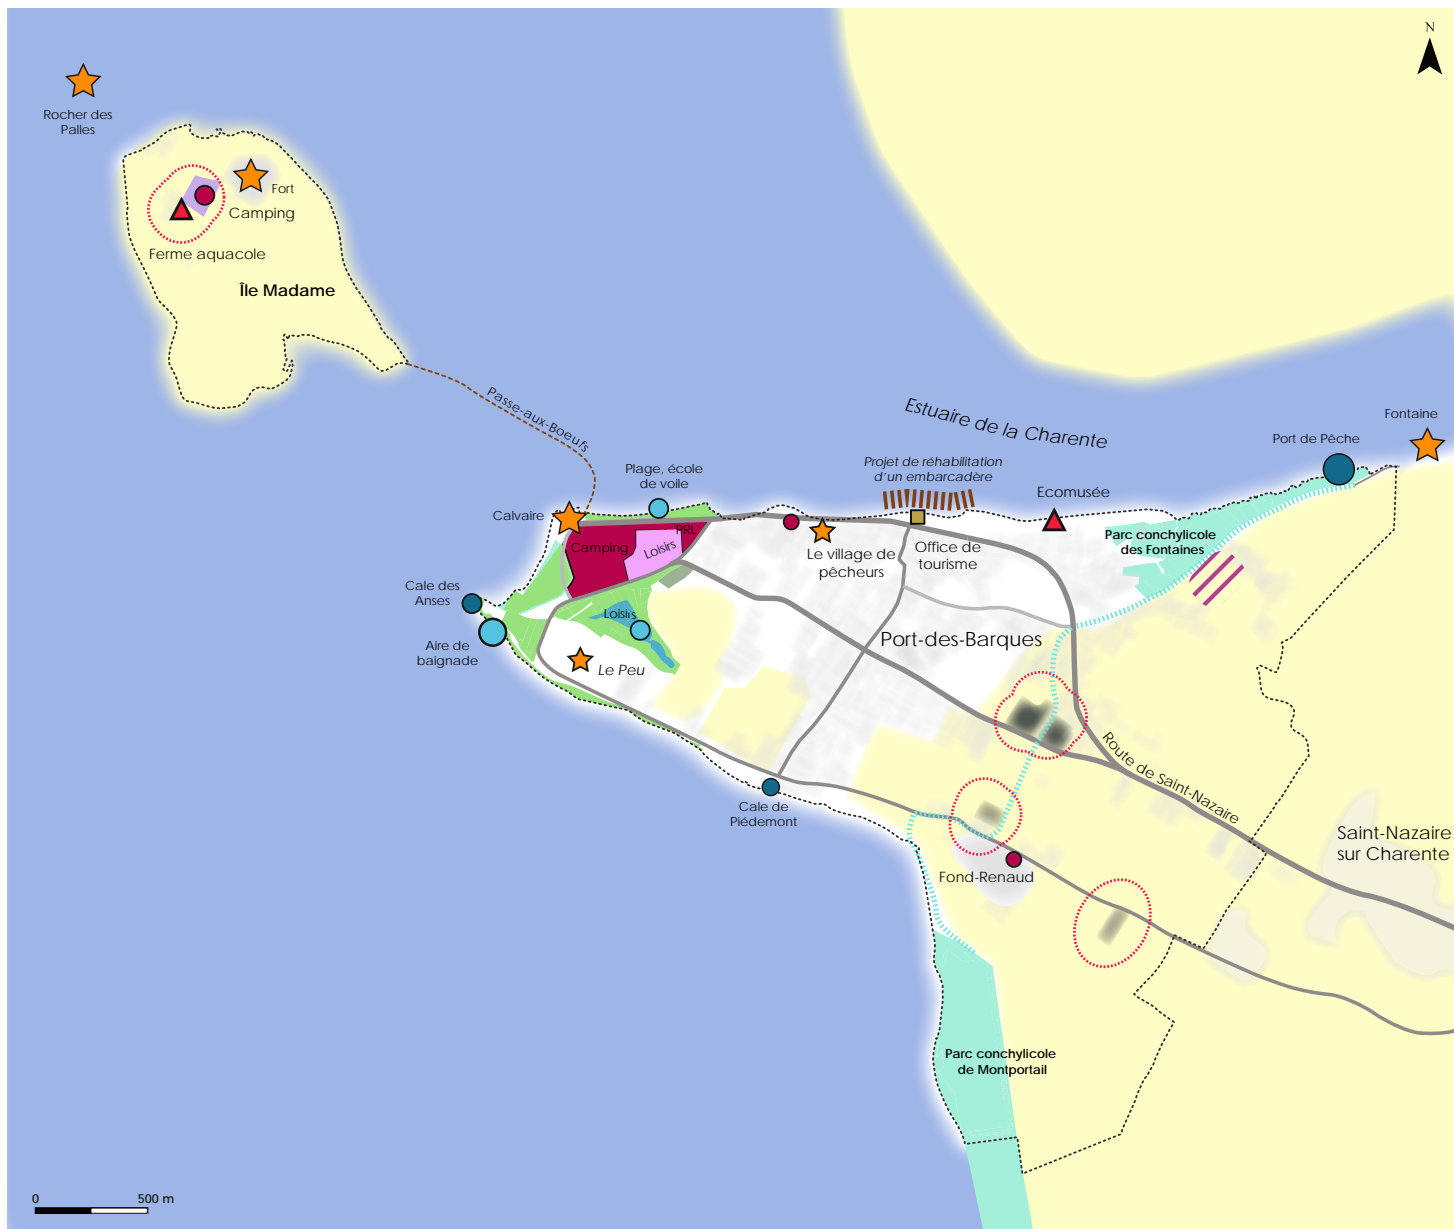 N
Rocher des
Palles
Fort
Camping
Ferme aquacole
Île Madame
Passe-aux-Boeufs
Estuaire de la Charente
Fontaine
Port de Pêche
Plage, école
de voile
Projet de réhabilitation
d'un embarcadère
Ecomusée
Calvaire
PRL
Camping
Loisirs
Le village de
pêcheurs
Office de
tourisme
Parc conchylicole
des Fontaines
Cale des
Anses
Loisirs
Aire de
baignade
Le Peu
Port-des-Barques
Route de Saint-Nazaire
Cale de
Piédemont
Saint-Nazaire
sur Charente
Fond-Renaud
Parc conchylicole
de Montportail
0 500 m